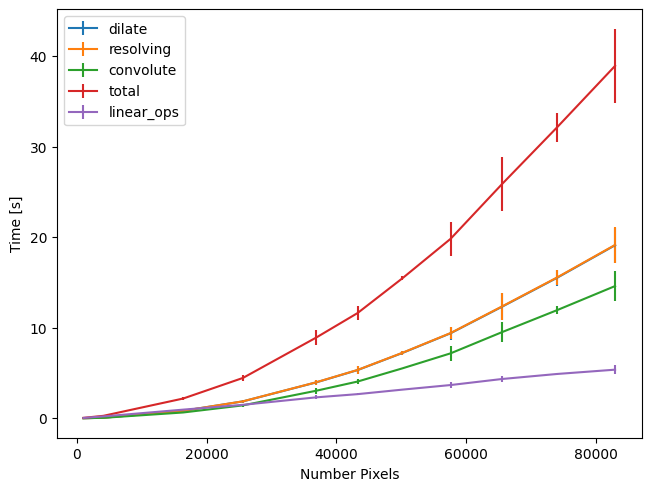 dilate
resolving
convolute
total
linear_ops
40
30
20
10
0
Time [s]
0 20000 40000 60000 80000
Number Pixels